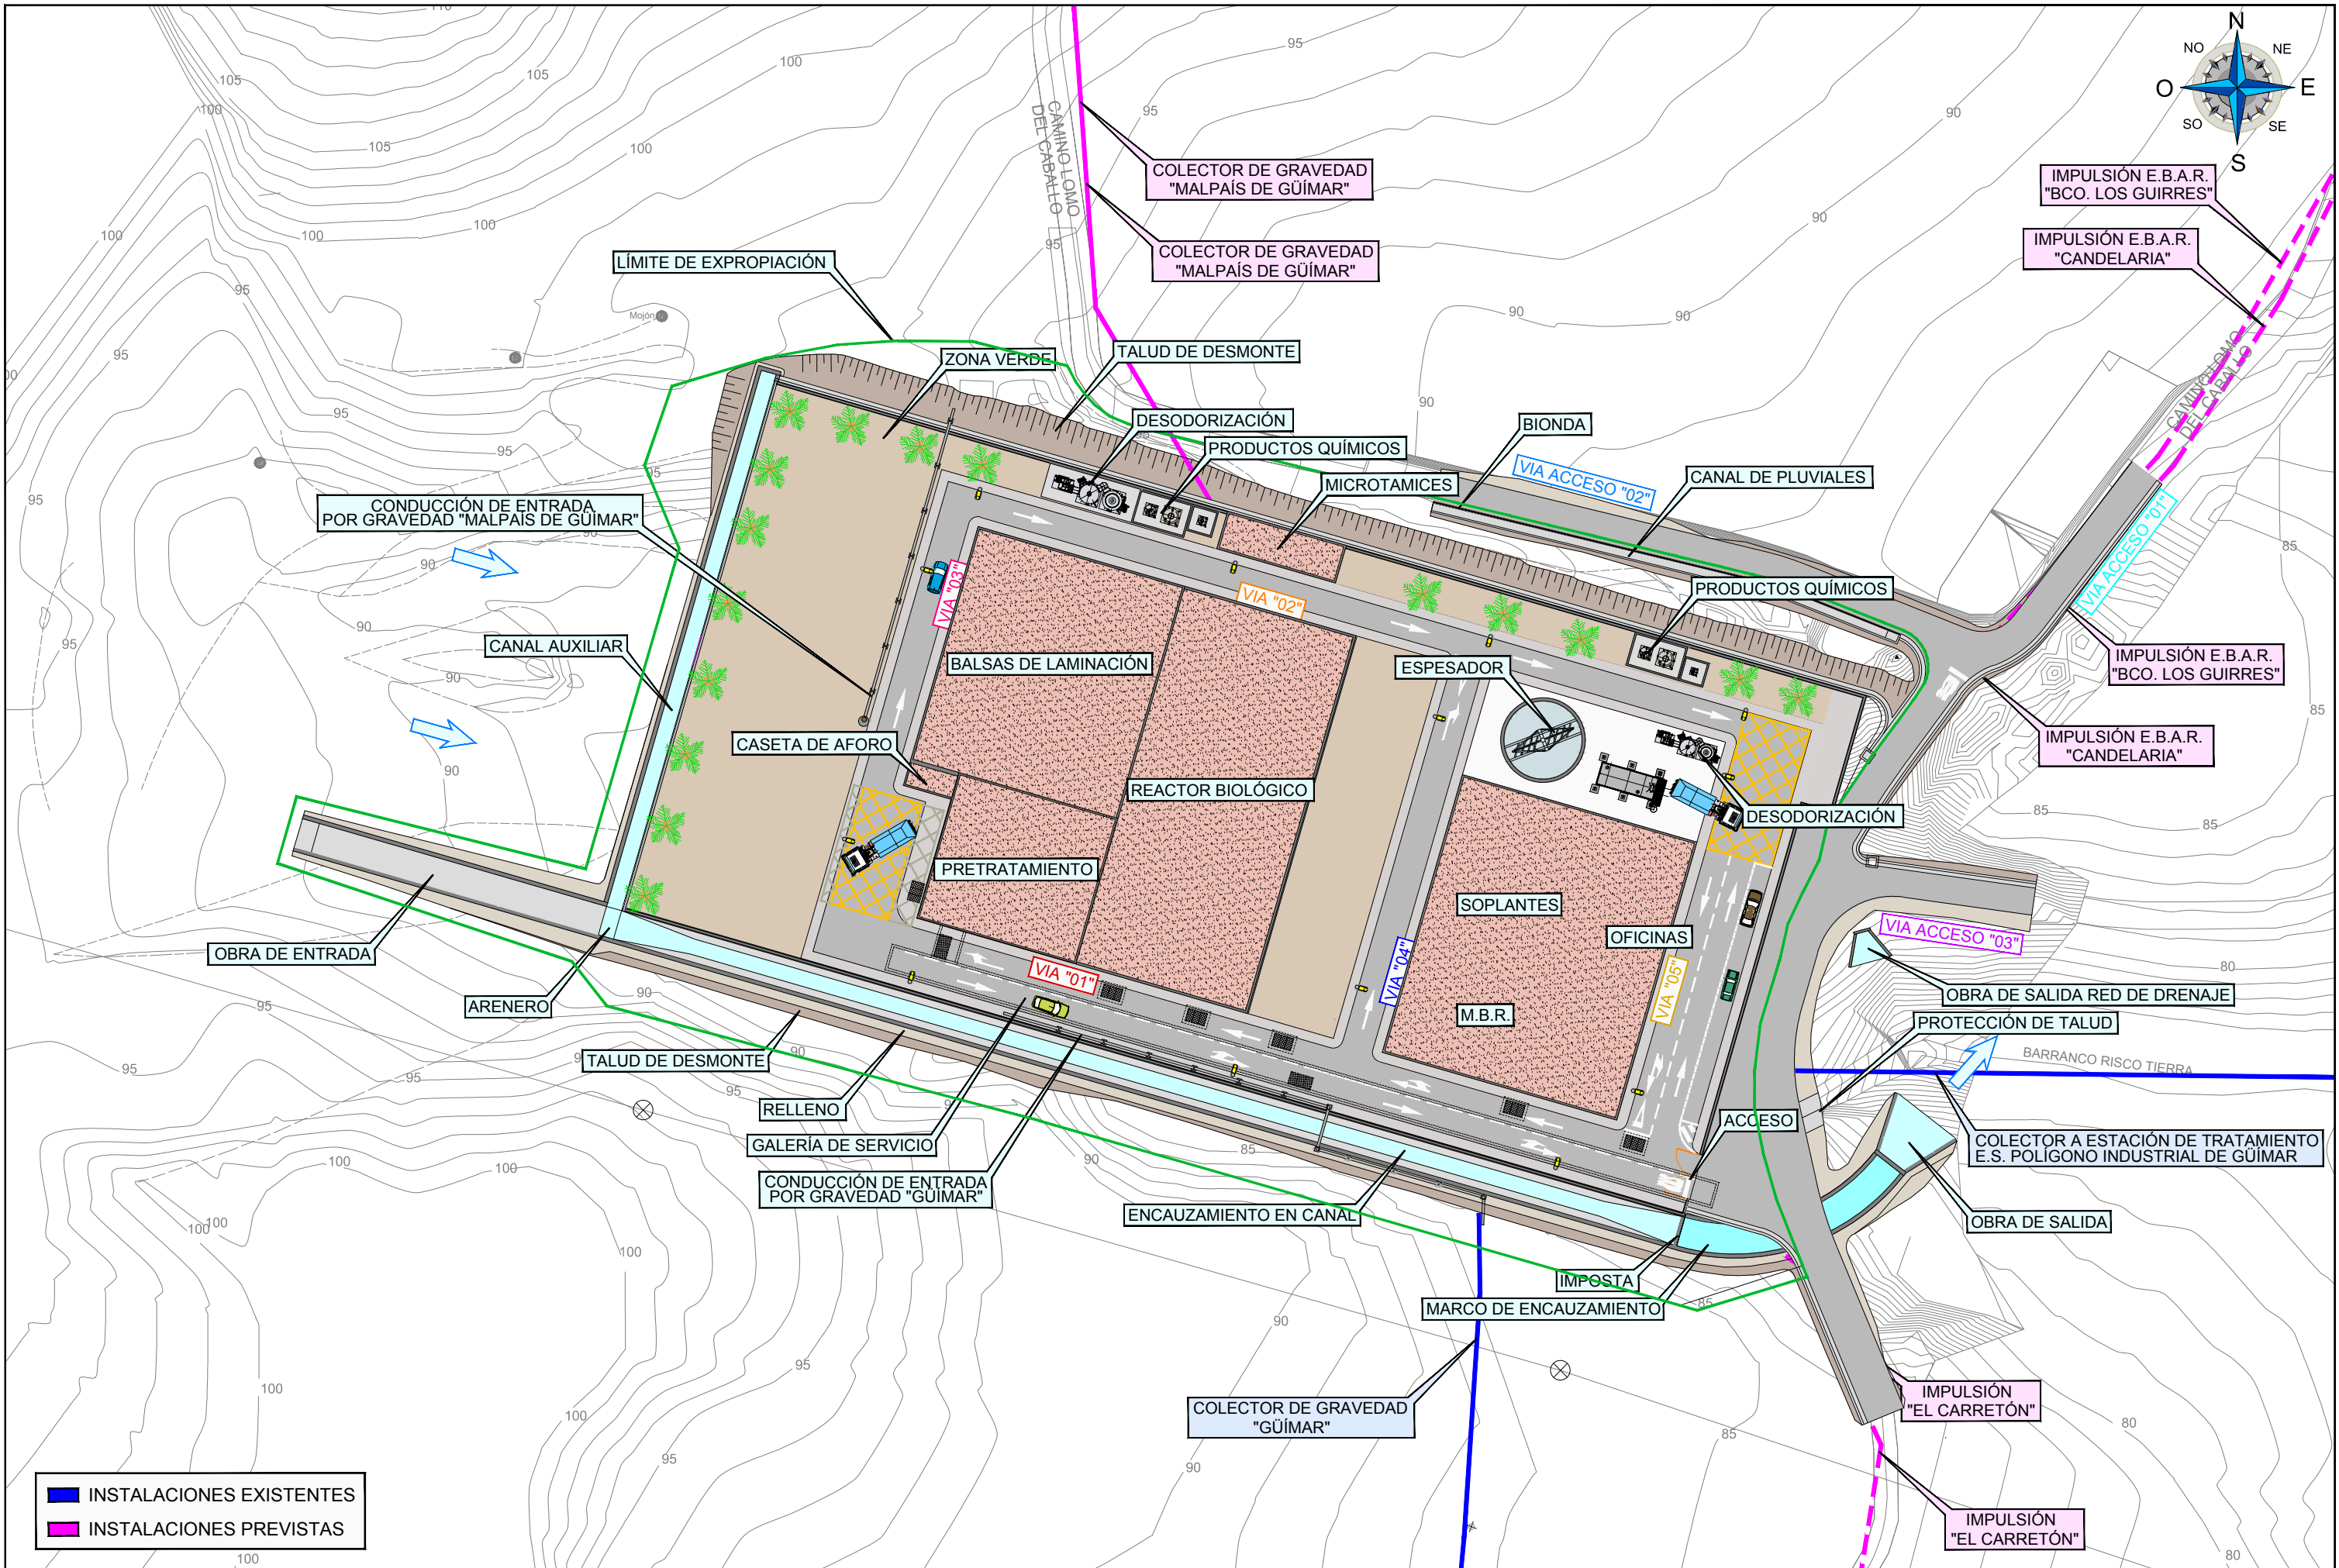 N
NO
NE
O
E
SO
SE
S
CAMINO LOMO
DEL CABALLO
COLECTOR DE GRAVEDAD
"MALPAÍS DE GÜÍMAR"
COLECTOR DE GRAVEDAD
"MALPAÍS DE GÜÍMAR"
IMPULSIÓN E.B.A.R.
"BCO. LOS GUIRRES"
IMPULSIÓN E.B.A.R.
"CANDELARIA"
LÍMITE DE EXPROPIACIÓN
Mojón
ZONA VERDE
TALUD DE DESMONTE
CAMINO LOMO
DEL CABALLO
DESODORIZACIÓN
PRODUCTOS QUÍMICOS
BIONDA
VIA ACCESO "02"
CANAL DE PLUVIALES
MICROTAMICES
CONDUCCIÓN DE ENTRADA
POR GRAVEDAD "MALPAÍS DE GÜÍMAR"
VIA ACCESO "01"
VIA "03"
VIA "02"
PRODUCTOS QUÍMICOS
CANAL AUXILIAR
BALSAS DE LAMINACIÓN
ESPESADOR
IMPULSIÓN E.B.A.R.
"BCO. LOS GUIRRES"
CASETA DE AFORO
IMPULSIÓN E.B.A.R.
"CANDELARIA"
REACTOR BIOLÓGICO
DESODORIZACIÓN
PRETRATAMIENTO
SOPLANTES
OFICINAS
VIA ACCESO "03"
OBRA DE ENTRADA
VIA "01"
VIA "04"
VIA "05"
ARENERO
M.B.R.
OBRA DE SALIDA RED DE DRENAJE
PROTECCIÓN DE TALUD
TALUD DE DESMONTE
BARRANCO RISCO TIERRA
RELLENO
ACCESO
GALERÍA DE SERVICIO
COLECTOR A ESTACIÓN DE TRATAMIENTO
E.S. POLÍGONO INDUSTRIAL DE GÜÍMAR
CONDUCCIÓN DE ENTRADA
POR GRAVEDAD "GÜÍMAR"
ENCAUZAMIENTO EN CANAL
OBRA DE SALIDA
IMPOSTA
MARCO DE ENCAUZAMIENTO
COLECTOR DE GRAVEDAD
"GÜÍMAR"
IMPULSIÓN
"EL CARRETÓN"
IMPULSIÓN
"EL CARRETÓN"
INSTALACIONES EXISTENTES
INSTALACIONES PREVISTAS